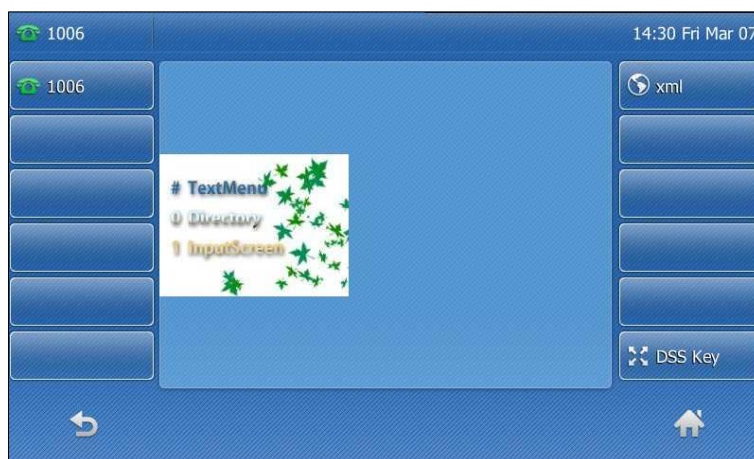 1006
14:30 Fri Mar 07
1006
xml
# TextMenu
0 Directory
1 InputScreen
DSS Key